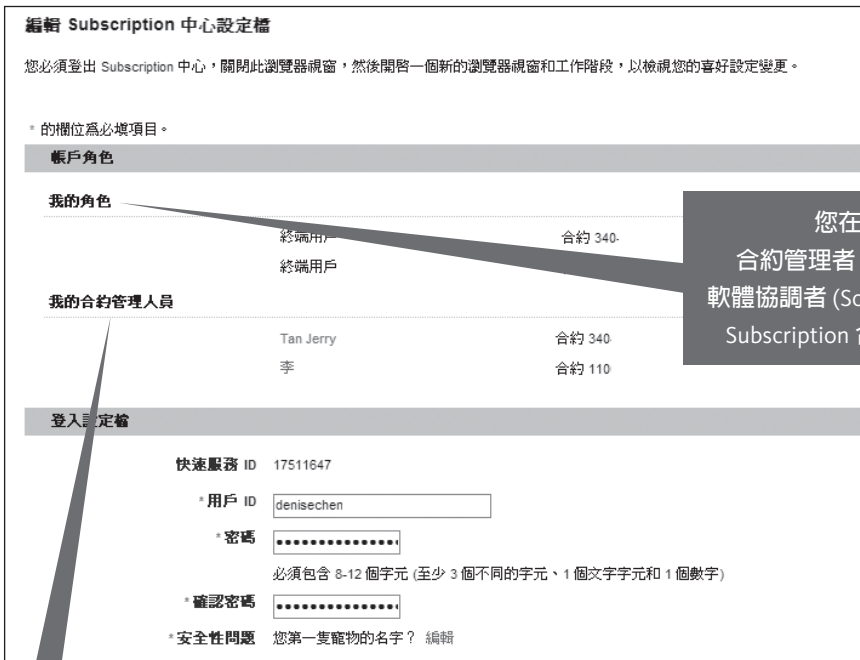 編輯 Subscription 中心設定檔
您必須登出 Subscription 中心，關閉此瀏覽器視窗，然後開啓一個新的瀏覽器視窗和工作階段，以檢視您的喜好設定變更。
* 的欄位爲必填項目。
帳戶角色
我的角色
終端用戶 合約 340-
終端用戶
您在
合約管理者
軟體協調者 (So
Subscription
我的合約管理人員
Tan Jerry 合約 340
李 合約 110
登入設定檔
快速服務 ID 17511647
*用戶 ID denisechen
*密碼 ●●●●●●●●●●●●●●●
必須包含 8-12 個字元 (至少 3 個不同的字元、1 個文字字元和 1 個數字)
*確認密碼 ●●●●●●●●●●●●●●●
*安全性問題 您第一隻寵物的名字？ 編輯